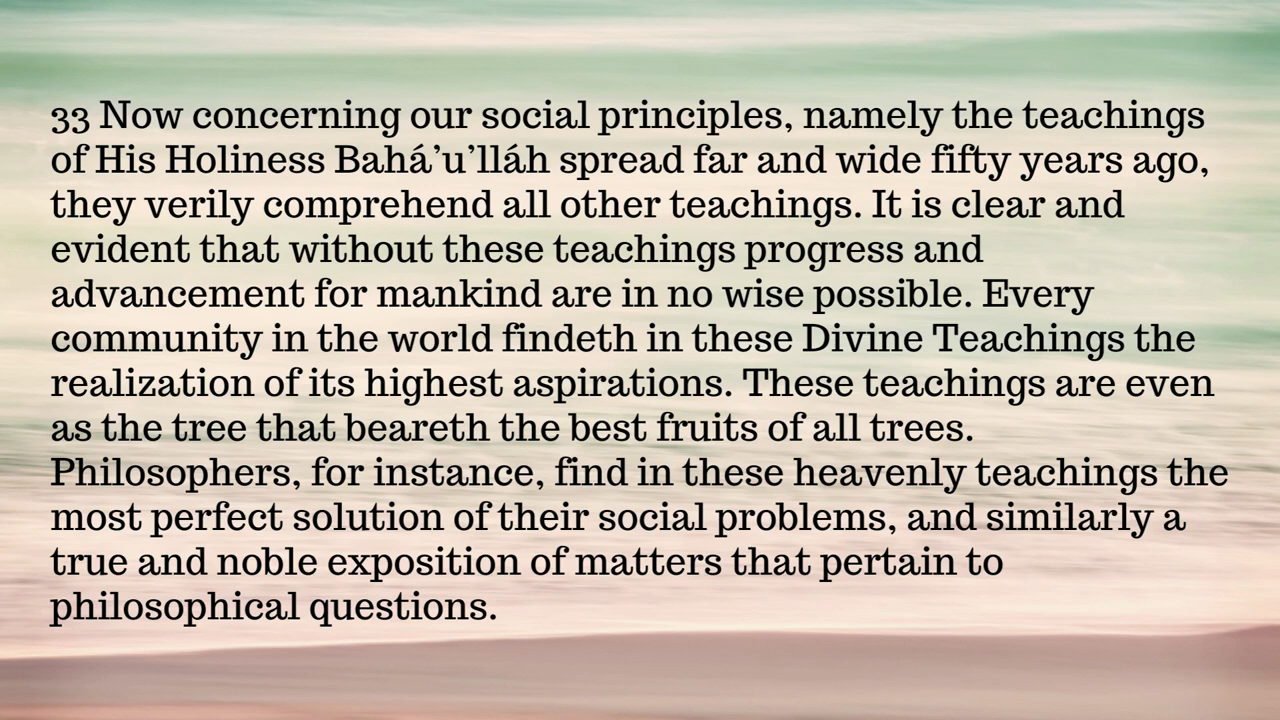 33 Now concerning our social principles, namely the teachings
of His Holiness Bahá’u’lláh spread far and wide fifty years ago,
they verily comprehend all other teachings. It is clear and
evident that without these teachings progress and
advancement for mankind are in no wise possible. Every
community in the world findeth in these Divine Teachings the
realization of its highest aspirations. These teachings are even
as the tree that beareth the best fruits of all trees.
Philosophers, for instance, find in these heavenly teachings the
most perfect solution of their social problems, and similarly a
true and noble exposition of matters that pertain to
philosophical questions.